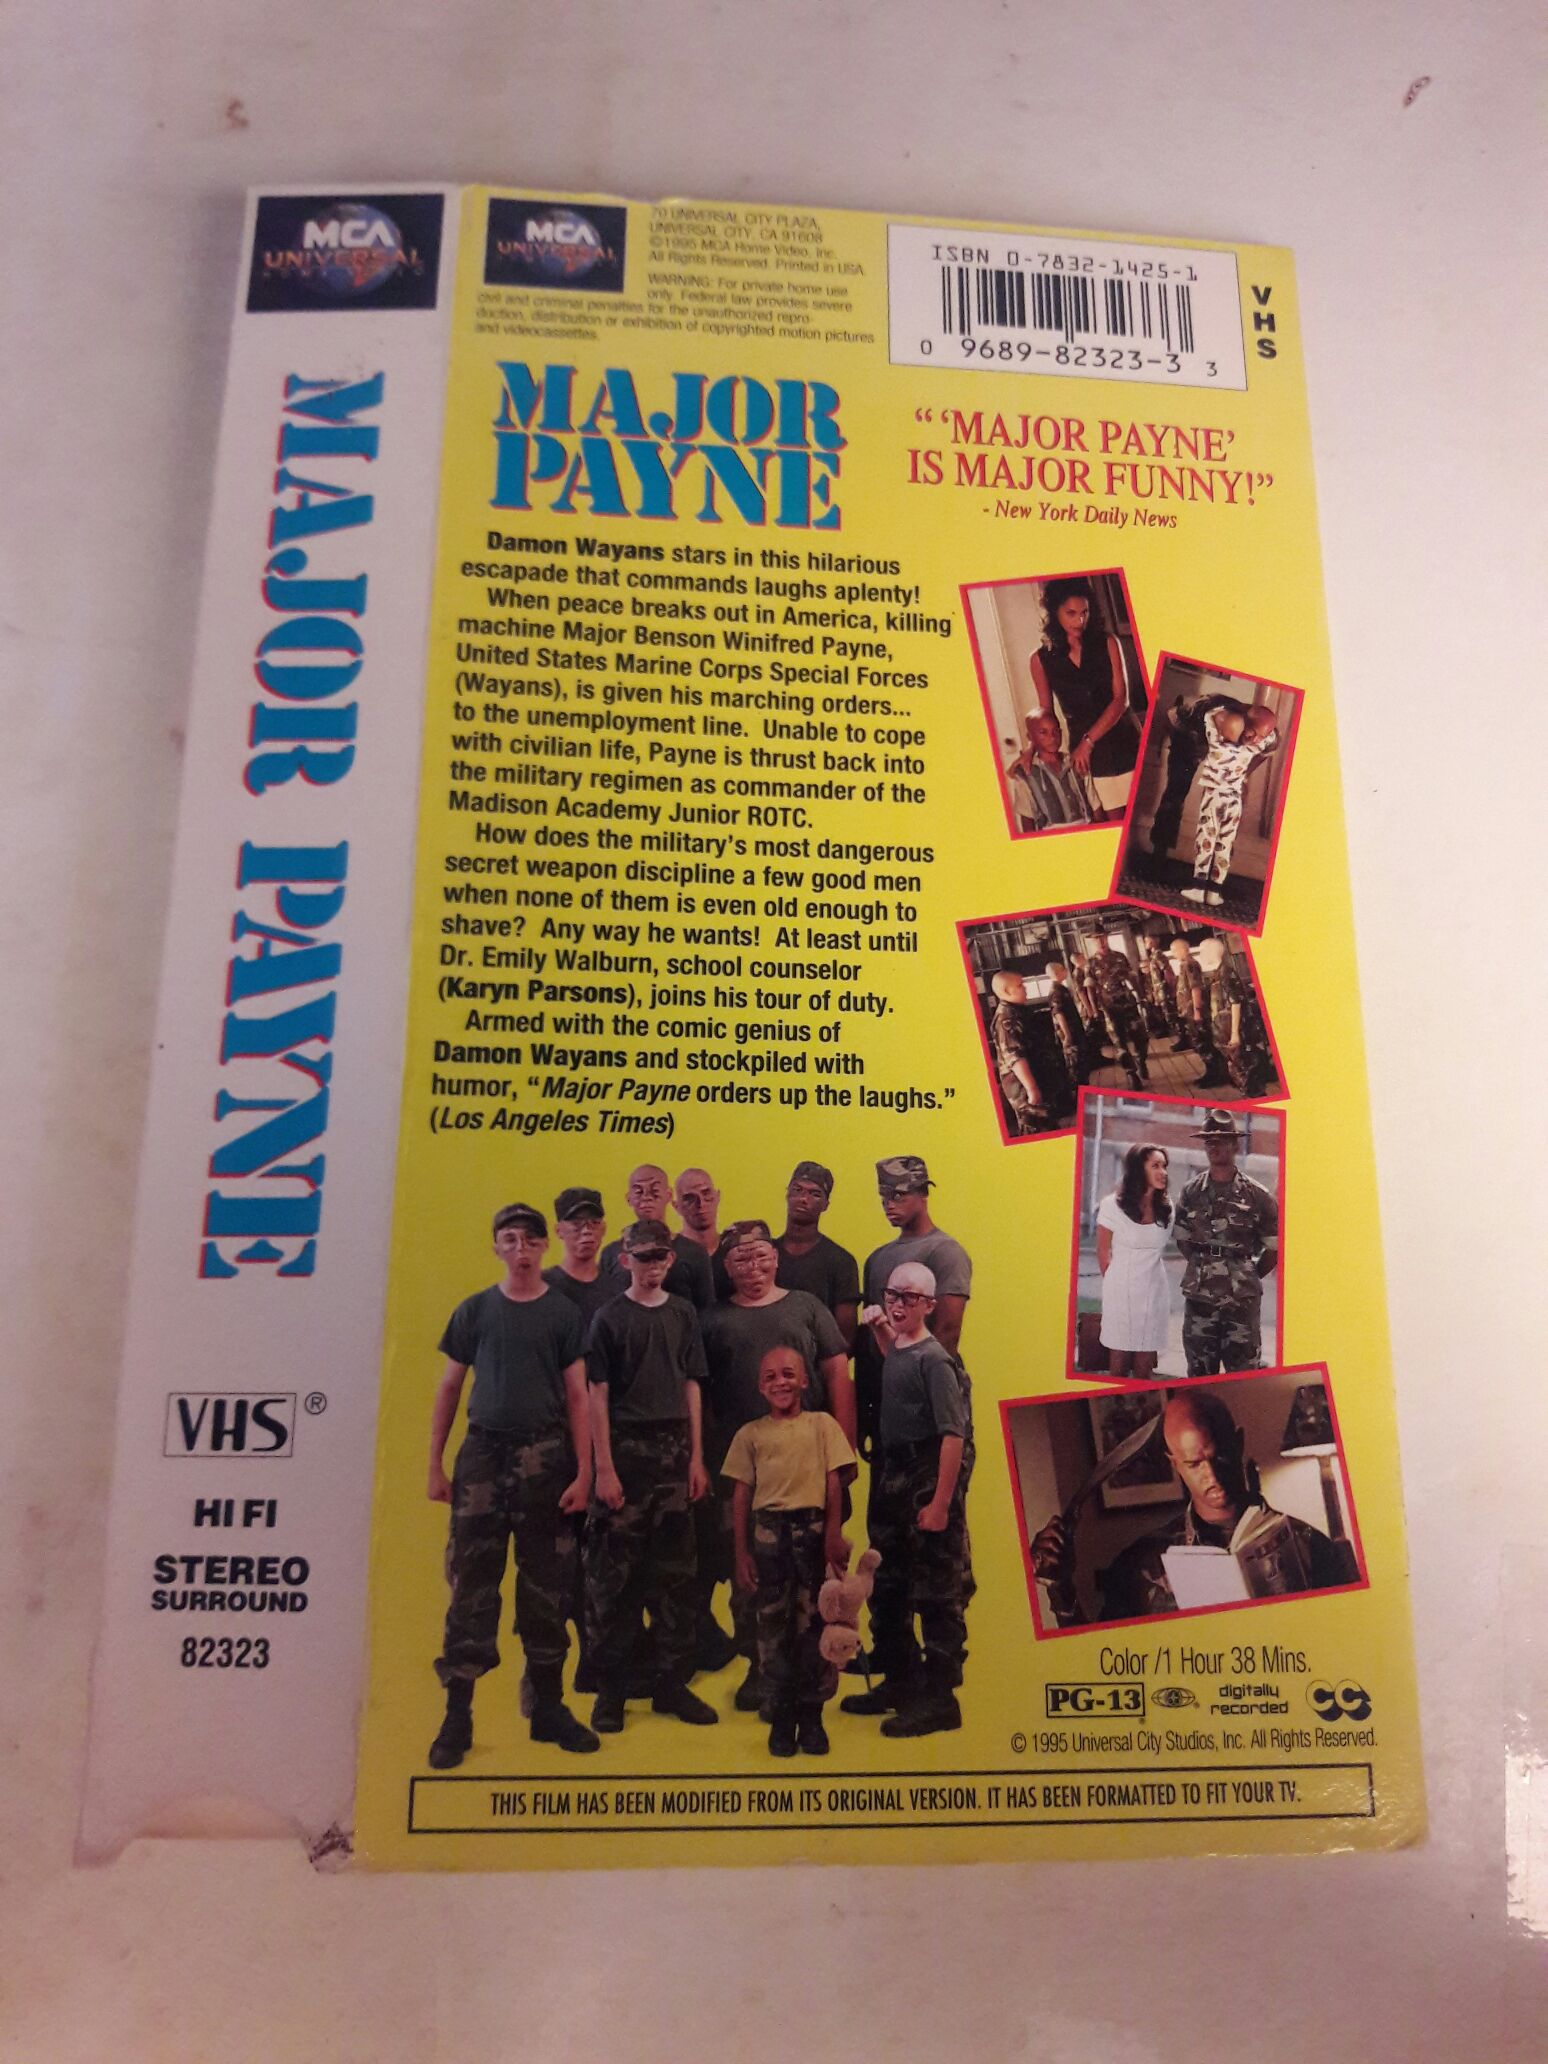 MCA
UNIVERSAL
MAJOR PAYNE
VHS®
HI FI
STEREO
SURROUND
82323
MCA
UNIVERSAL
70 UNIVERSAL CITY PLAZA,
UNIVERSAL CITY, CA 91608
©1995 MCA Home Video, Inc.
All Rights Reserved. Printed in USA.
WARNING: For private home use
only. Federal law provides severe
civil and criminal penalties for the unauthorized repro-
duction, distribution or exhibition of copyrighted motion pictures
and videocassettes.
ISBN 0-7832-1425-1
0 9689-82323-3 3
VHS
MAJOR
PAYNE
“ ‘MAJOR PAYNE’
IS MAJOR FUNNY!”
- New York Daily News
Damon Wayans stars in this hilarious
escapade that commands laughs aplenty!
When peace breaks out in America, killing
machine Major Benson Winifred Payne,
United States Marine Corps Special Forces
(Wayans), is given his marching orders...
to the unemployment line. Unable to cope
with civilian life, Payne is thrust back into
the military regimen as commander of the
Madison Academy Junior ROTC.
How does the military’s most dangerous
secret weapon discipline a few good men
when none of them is even old enough to
shave? Any way he wants! At least until
Dr. Emily Walburn, school counselor
(Karyn Parsons), joins his tour of duty.
Armed with the comic genius of
Damon Wayans and stockpiled with
humor, “Major Payne orders up the laughs.”
(Los Angeles Times)
Color /1 Hour 38 Mins.
PG-13® digitally recorded CC
© 1995 Universal City Studios, Inc. All Rights Reserved.
THIS FILM HAS BEEN MODIFIED FROM ITS ORIGINAL VERSION. IT HAS BEEN FORMATTED TO FIT YOUR TV.